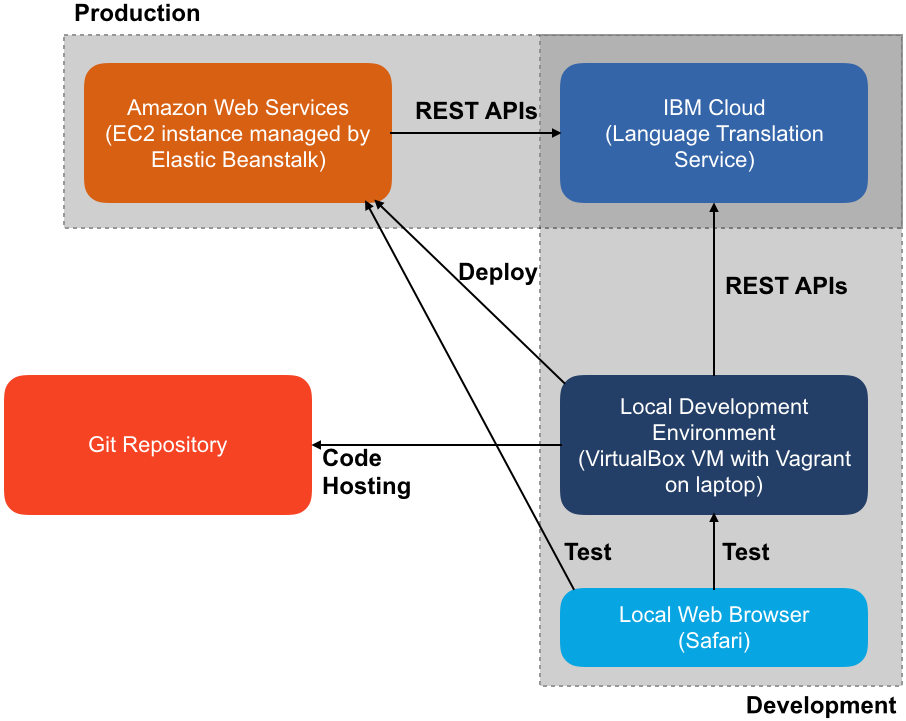 Production
Amazon Web Services
(EC2 instance managed by
Elastic Beanstalk)
REST APIs
IBM Cloud
(Language Translation
Service)
Deploy
REST APIs
Git Repository
Code
Hosting
Local Development
Environment
(VirtualBox VM with Vagrant
on laptop)
Test
Test
Local Web Browser
(Safari)
Development